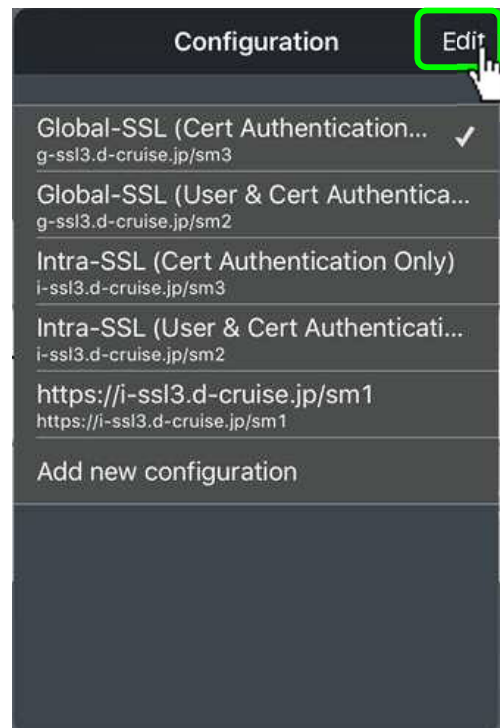 Configuration
Edit
Global-SSL (Cert Authentication...
g-ssl3.d-cruise.jp/sm3
Global-SSL (User & Cert Authentica...
g-ssl3.d-cruise.jp/sm2
Intra-SSL (Cert Authentication Only)
i-ssl3.d-cruise.jp/sm3
Intra-SSL (User & Cert Authenticati...
i-ssl3.d-cruise.jp/sm2
https://i-ssl3.d-cruise.jp/sm1
https://i-ssl3.d-cruise.jp/sm1
Add new configuration